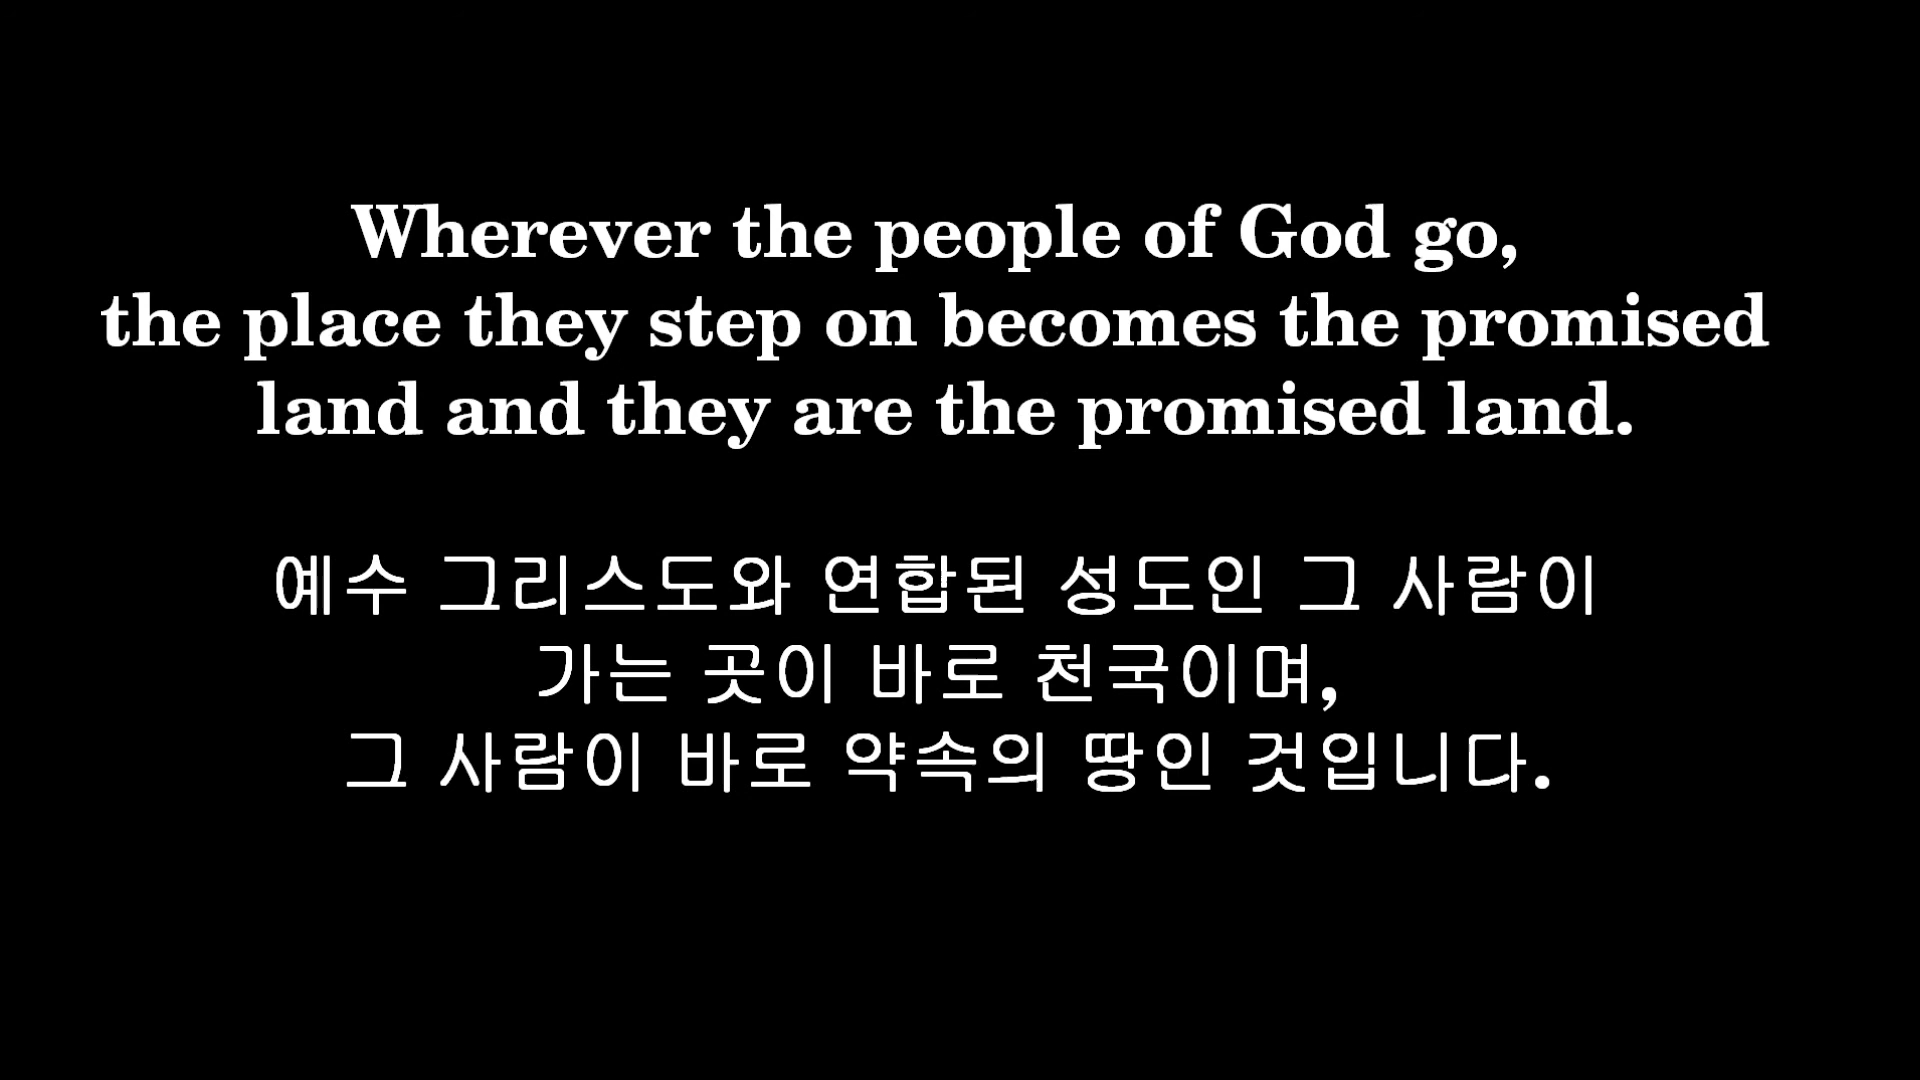 Wherever the people of God go,
the place they step on becomes the promised
land and they are the promised land.
예수 그리스도와 연합된 성도인 그 사람이
가는 곳이 바로 천국이며,
그 사람이 바로 약속의 땅인 것입니다.